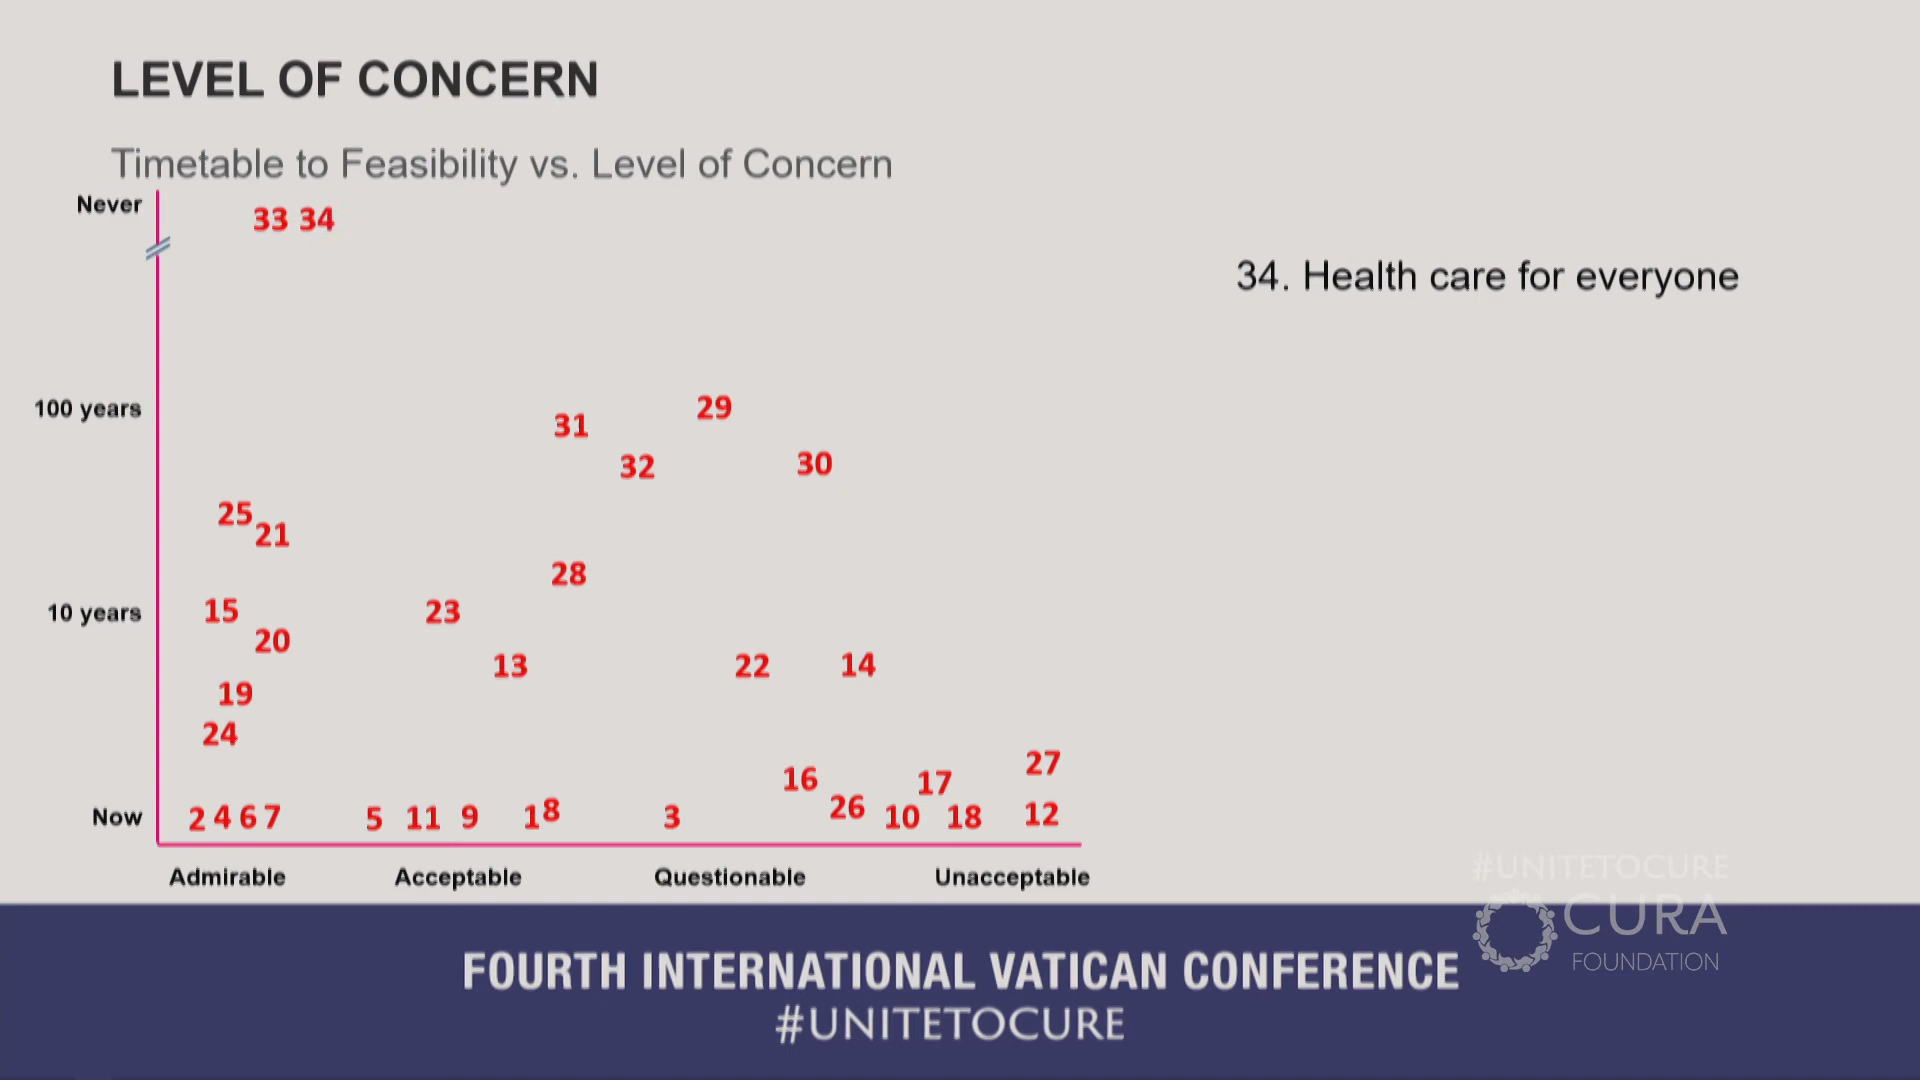 LEVEL OF CONCERN
Timetable to Feasibility vs. Level of Concern
Never
33 34
34. Health care for everyone
100 years
29
31
32
30
25
21
28
10 years
15
23
20
13
22
14
19
24
27
16
17
26
Now
2 4 6 7
5
11
9
1
8
3
10
18
12
Admirable
Acceptable
Questionable
Unacceptable
#UNITETOCURE
CURA
FOUNDATION
FOURTH INTERNATIONAL VATICAN CONFERENCE
#UNITETOCURE